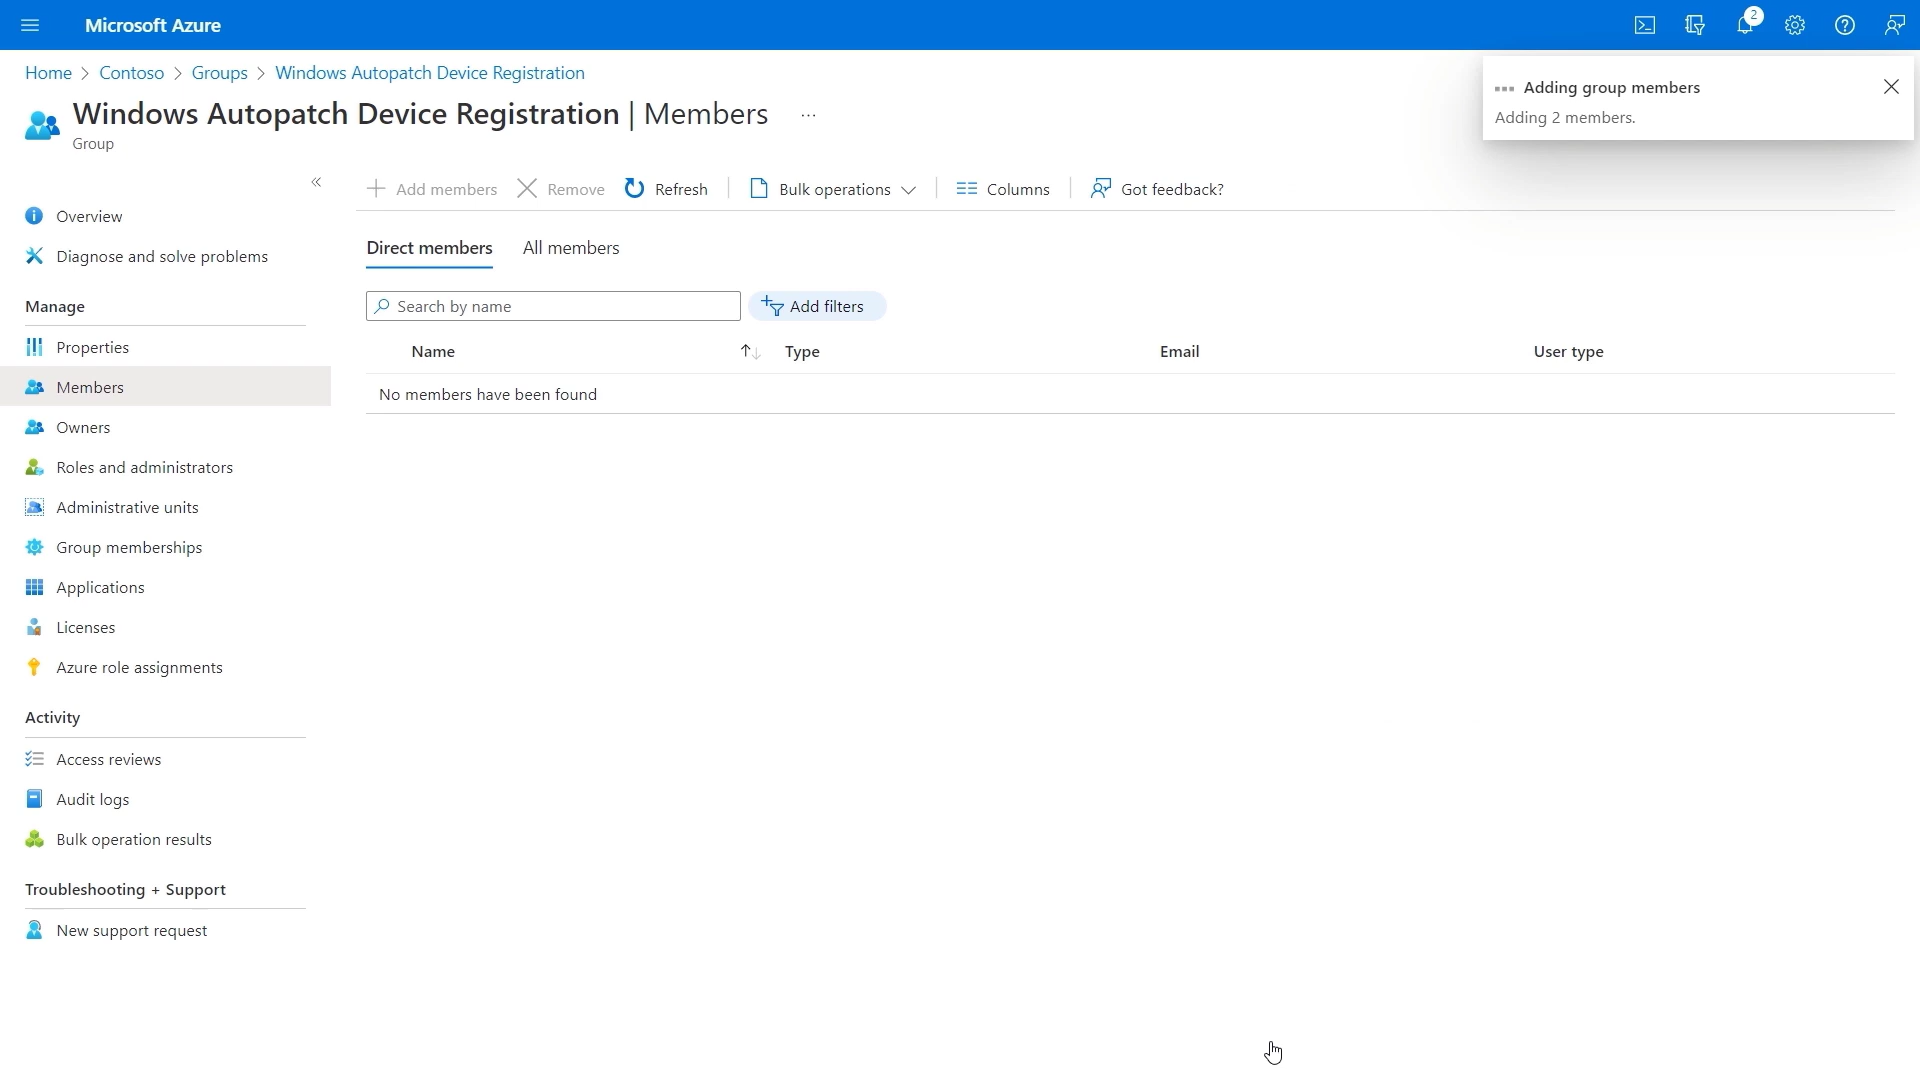 Microsoft Azure
2
Home > Contoso > Groups > Windows Autopatch Device Registration
Adding group members
Adding 2 members.
Windows Autopatch Device Registration | Members ...
Group
Add members
Remove
Refresh
Bulk operations
Columns
Got feedback?
Overview
Diagnose and solve problems
Manage
Properties
Members
Owners
Roles and administrators
Administrative units
Group memberships
Applications
Licenses
Azure role assignments
Activity
Access reviews
Audit logs
Bulk operation results
Troubleshooting + Support
New support request
Direct members
All members
Search by name
Add filters
Name
Type
Email
User type
No members have been found